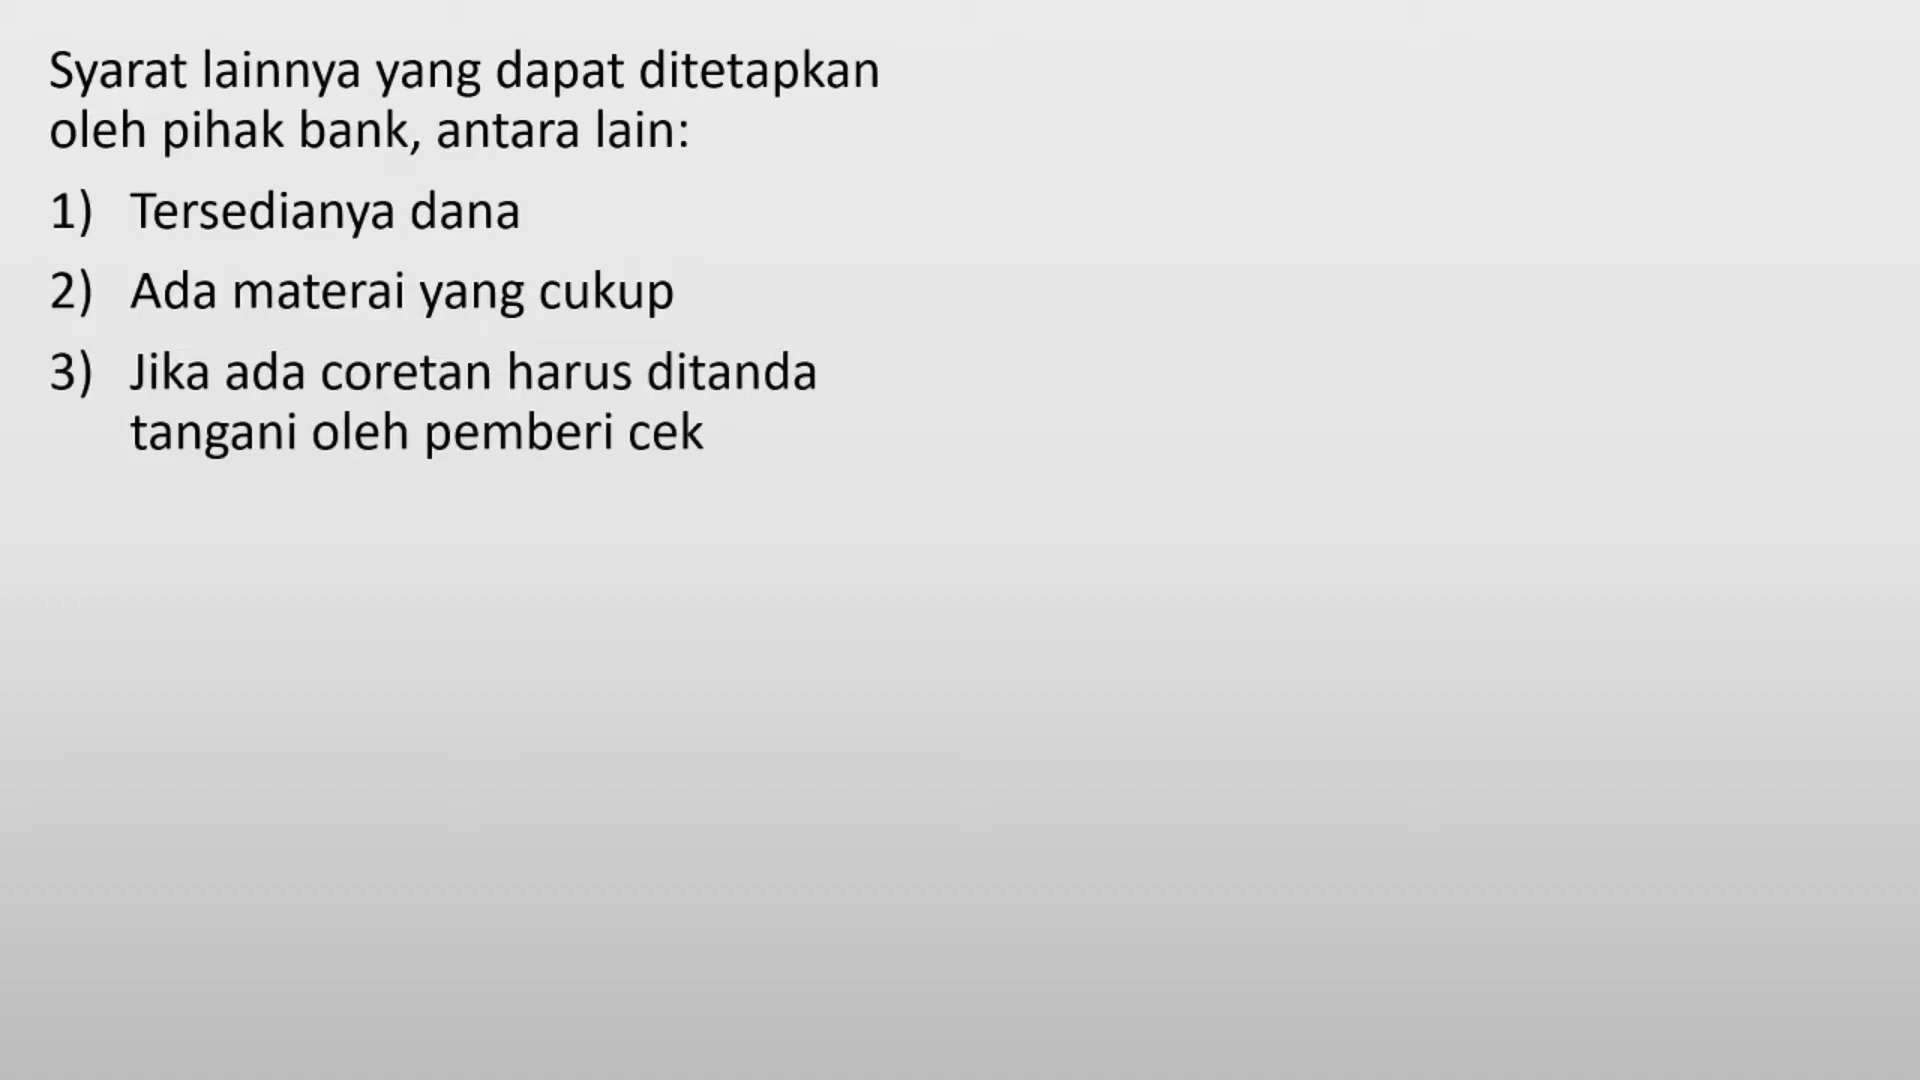 Syarat lainnya yang dapat ditetapkan
oleh pihak bank, antara lain:
1) Tersedianya dana
2) Ada materai yang cukup
3) Jika ada coretan harus ditanda
tangani oleh pemberi cek